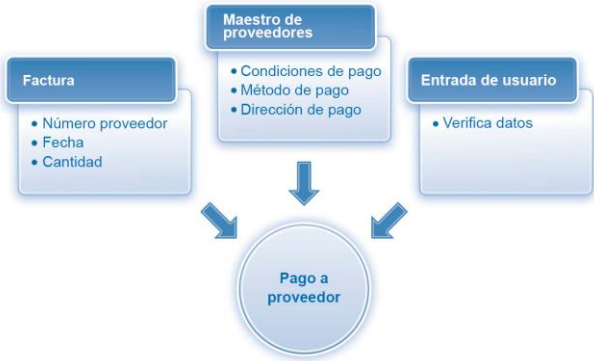 Maestro de
proveedores
• Condiciones de pago
• Método de pago
• Dirección de pago
Factura
• Número proveedor
• Fecha
• Cantidad
Entrada de usuario
• Verifica datos
Pago a
proveedor